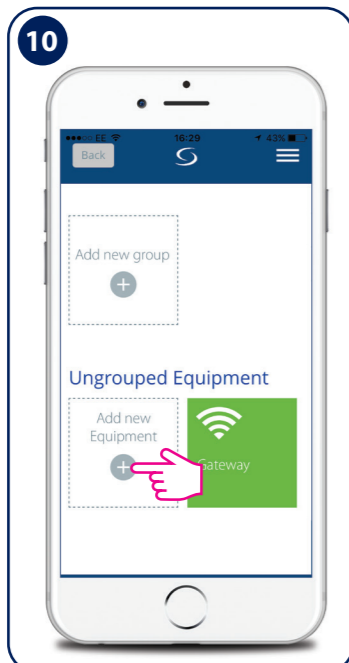 10
EE 16:29 43%
Back
Add new group
Ungrouped Equipment
Add new
Equipment
Gateway